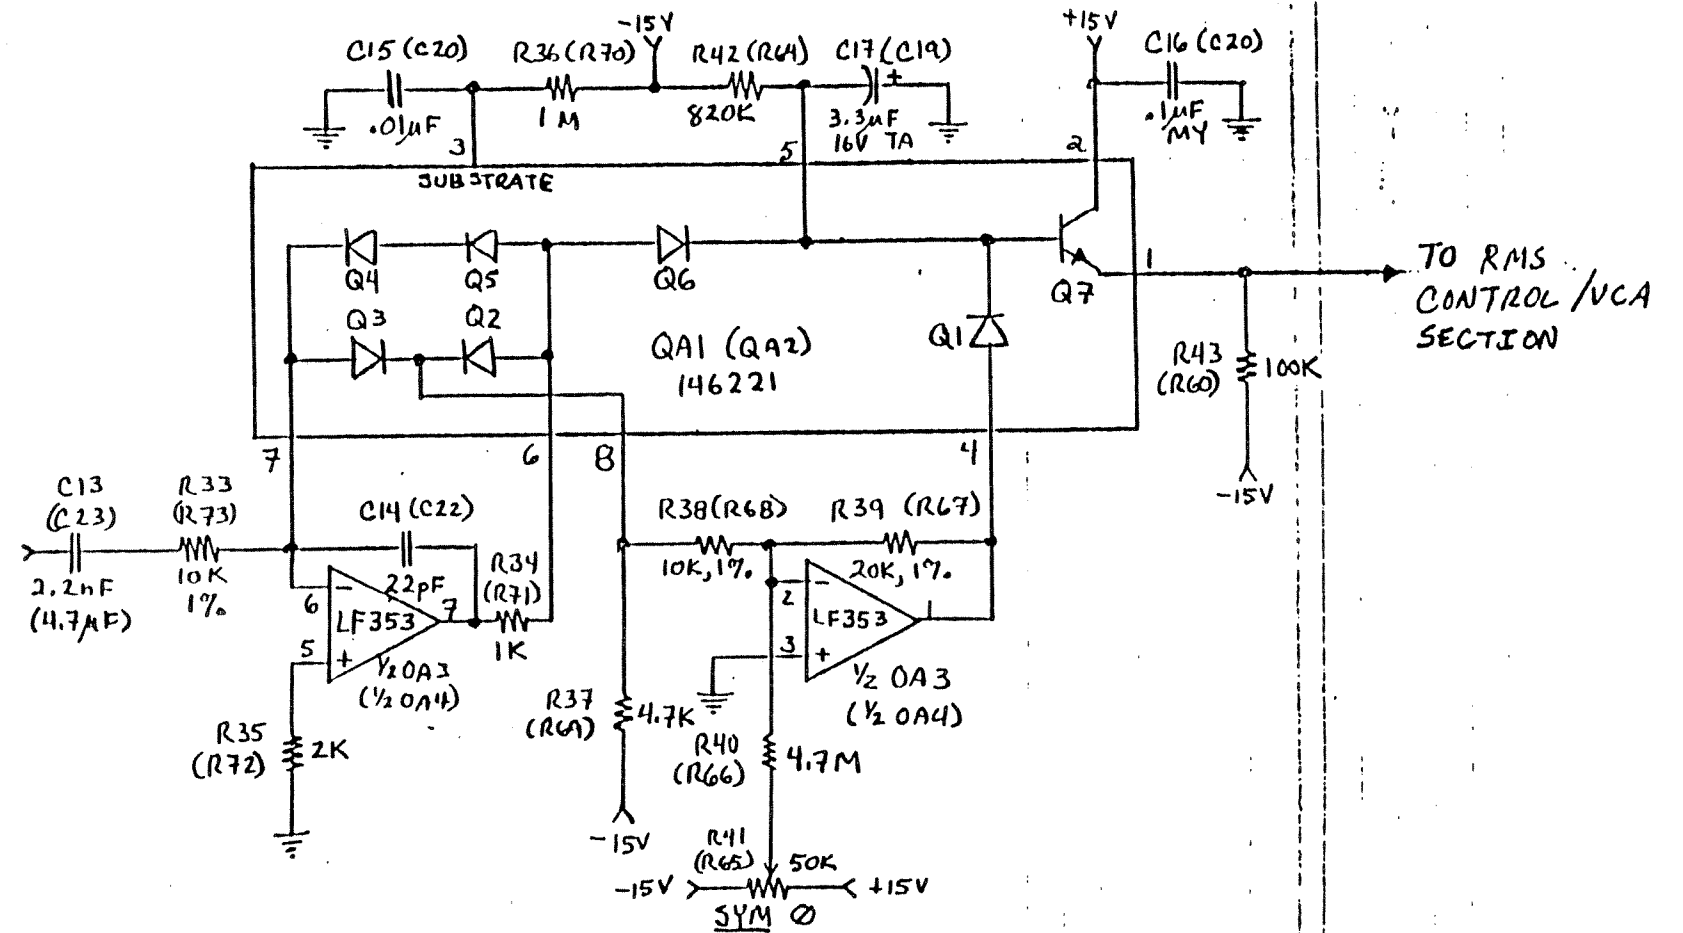 -15V
+15V
C15 (C20)
R36 (R70)
R42 (R64)
C17 (C19)
C16 (C20)
.01µF
1M
820K
3.3µF
16V TA
.1µF
MY
3
5
2
SUBSTRATE
Q4
Q5
Q6
Q7
1
TO RMS
CONTROL/VCA
SECTION
Q3
Q2
QA1 (QA2)
146221
Q1
R43
(R60)
100K
-15V
7
6
8
4
C13
(C23)
R33
(R73)
C14 (C22)
R38 (R68)
R39 (R67)
2.2nF
(4.7µF)
10K
1%
22pF
R34
(R71)
1K
10K, 1%
20K, 1%
6
-
7
LF353
5
+
1/2 OA3
(1/2 OA4)
2
-
1
LF353
3
+
1/2 OA3
(1/2 OA4)
R35
(R72)
2K
R37
(R69)
4.7K
R40
(R66)
4.7M
-15V
R41
(R65)
50K
-15V
+15V
SYM Ø